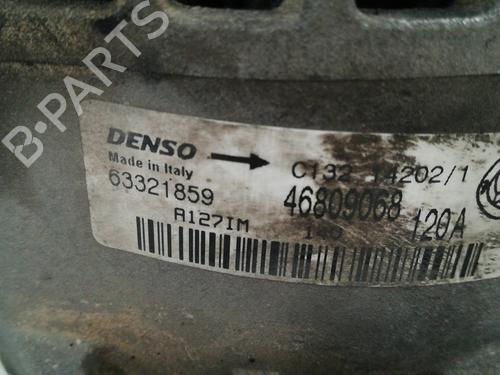 B-PARTS
DENSO
Made in Italy
C132 14202/1
63321859
46809068
A127IM
120A